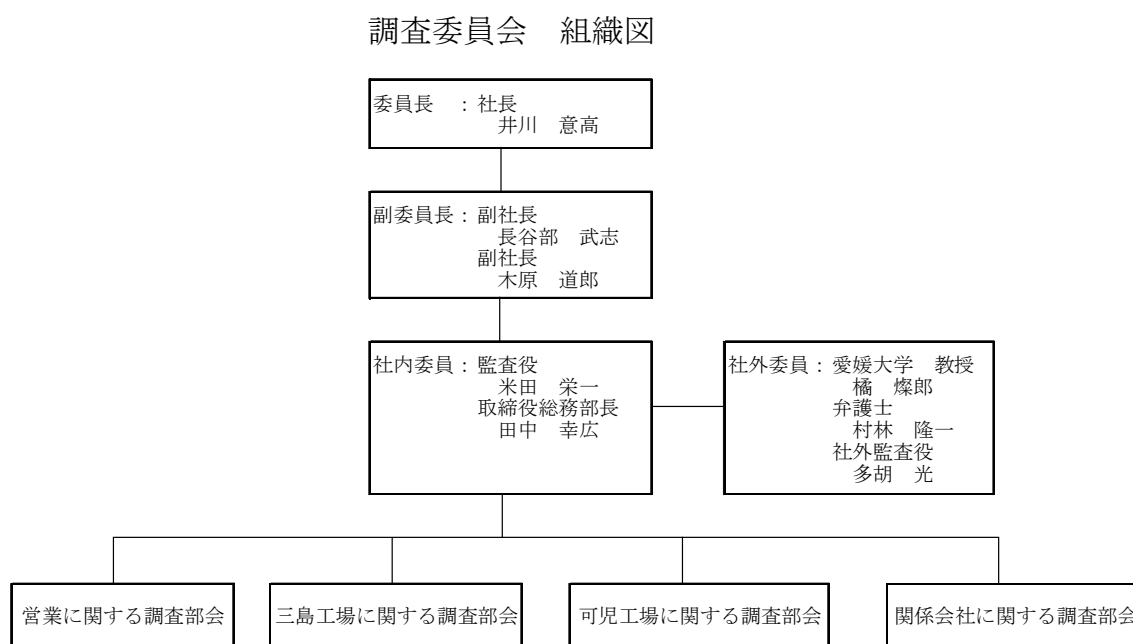 調査委員会　組織図
委員長　：社長
井川　意高
副委員長：副社長
長谷部　武志
副社長
木原　道郎
社内委員：監査役
米田　栄一
取締役総務部長
田中　幸広
社外委員：愛媛大学　教授
橘　燦郎
弁護士
村林　隆一
社外監査役
多胡　光
営業に関する調査部会
三島工場に関する調査部会
可児工場に関する調査部会
関係会社に関する調査部会